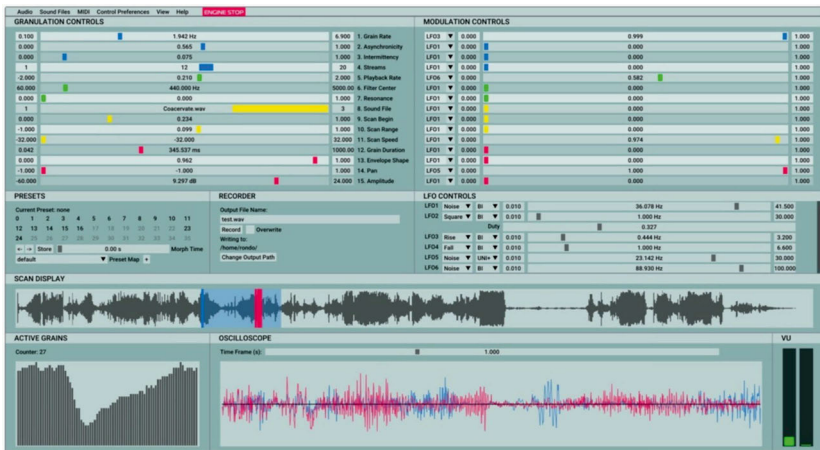 Audio Sound Files MIDI Control Preferences View Help ENGINE STOP
GRANULATION CONTROLS
0.100 1.942 Hz 6.900 1. Grain Rate
0.000 0.565 1.000 2. Asynchronicity
0.000 0.075 1.000 3. Intermittency
1 12 20 4. Streams
-2.000 0.210 2.000 5. Playback Rate
60.000 440.000 Hz 5000.00 6. Filter Center
0.000 0.000 1.000 7. Resonance
1 Coacervate.wav 3 8. Sound File
0.000 0.234 1.000 9. Scan Begin
-1.000 0.099 1.000 10. Scan Range
-32.000 -32.000 32.000 11. Scan Speed
0.042 345.537 ms 1000.00 12. Grain Duration
0.000 0.962 1.000 13. Envelope Shape
-1.000 -1.000 1.000 14. Pan
-60.000 9.297 dB 24.000 15. Amplitude
MODULATION CONTROLS
LFO3 ▼ 0.000 0.999 1.000
LFO1 ▼ 0.000 0.000 1.000
LFO1 ▼ 0.000 0.000 1.000
LFO1 ▼ 0.000 0.000 1.000
LFO6 ▼ 0.000 0.582 1.000
LFO1 ▼ 0.000 0.000 1.000
LFO1 ▼ 0.000 0.000 1.000
LFO1 ▼ 0.000 0.000 1.000
LFO1 ▼ 0.000 0.000 1.000
LFO1 ▼ 0.000 0.000 1.000
LFO1 ▼ 0.000 0.974 1.000
LFO1 ▼ 0.000 0.000 1.000
LFO1 ▼ 0.000 0.000 1.000
LFO5 ▼ 0.000 1.000 1.000
LFO1 ▼ 0.000 0.000 1.000
PRESETS
Current Preset: none
0 1 2 3 4 5 6 7 8 9 10 11
12 13 14 15 16 17 18 19 20 21 22 23
24 25 26 27 28 29 30 31 32 33 34 35
← → Store 0.00 s Morph Time
default ▼ Preset Map +
RECORDER
Output File Name:
test.wav
Record Overwrite
Writing to:
/home/rondo/
Change Output Path
LFO CONTROLS
LFO1 Noise ▼ BI ▼ 0.010 36.078 Hz 41.500
LFO2 Square ▼ BI ▼ 0.010 1.000 Hz 30.000
Duty 0.327
LFO3 Rise ▼ BI ▼ 0.010 0.444 Hz 3.200
LFO4 Fall ▼ BI ▼ 0.010 1.000 Hz 6.600
LFO5 Noise ▼ UNI+ ▼ 0.010 23.142 Hz 30.000
LFO6 Noise ▼ BI ▼ 0.010 88.930 Hz 100.000
SCAN DISPLAY
ACTIVE GRAINS
Counter: 27
OSCILLOSCOPE
Time Frame (s): 1.000
VU